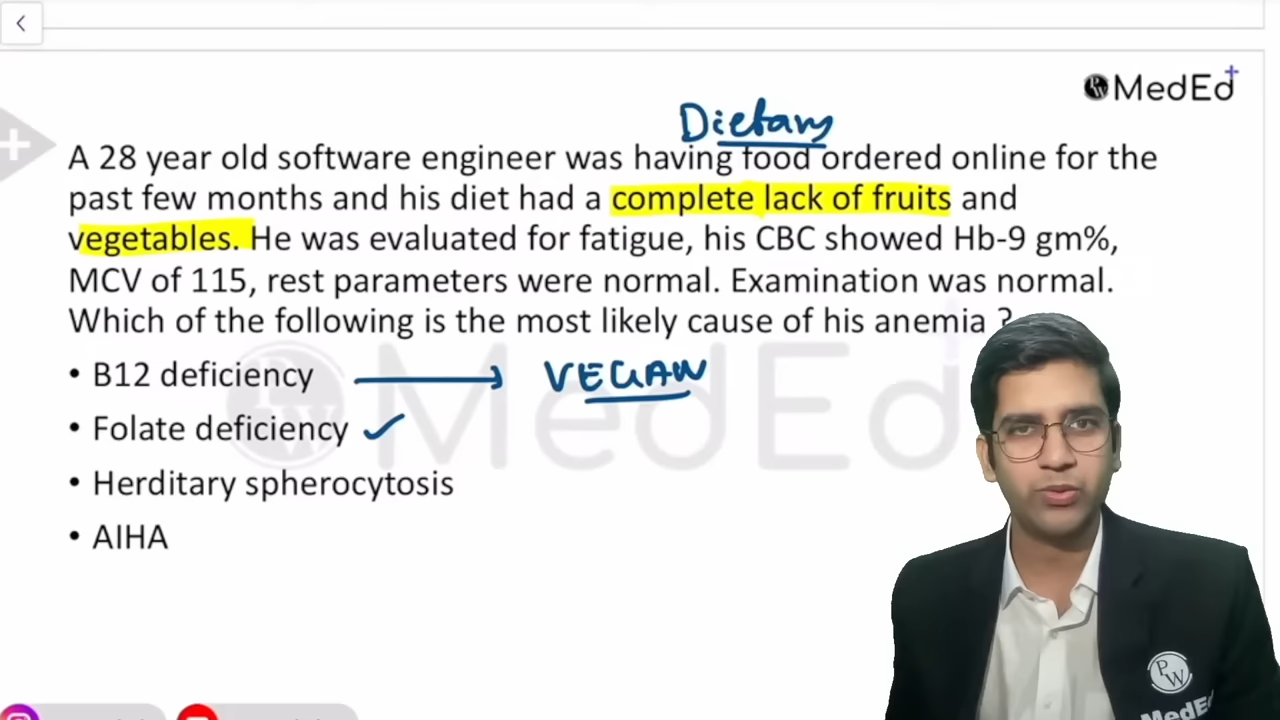 MedEd
Dietary
A 28 year old software engineer was having food ordered online for the
past few months and his diet had a complete lack of fruits and
vegetables. He was evaluated for fatigue, his CBC showed Hb-9 gm%,
MCV of 115, rest parameters were normal. Examination was normal.
Which of the following is the most likely cause of his anemia ?
• B12 deficiency → VEGAN
• Folate deficiency ✓
• Herditary spherocytosis
• AIHA
MedEd
PW
MedEd